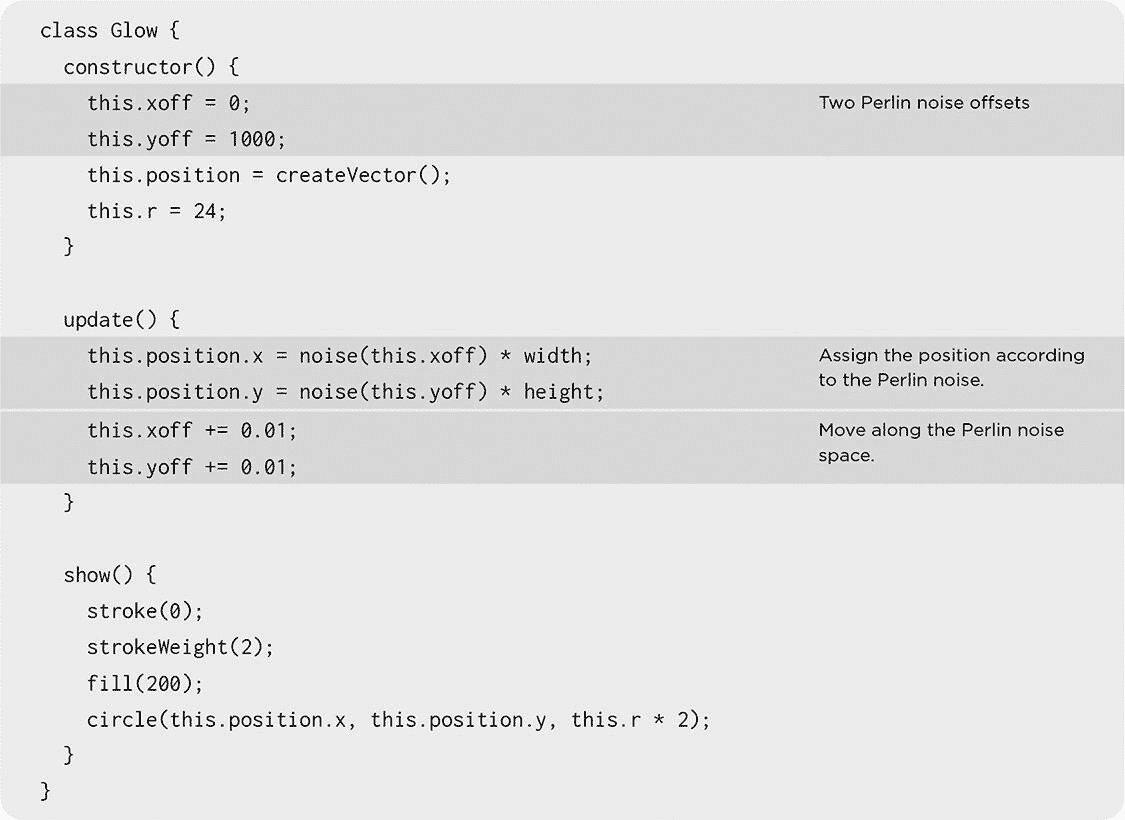 class Glow {
constructor() {
this.xoff = 0;
Two Perlin noise offsets
this.yoff = 1000;
this.position = createVector();
this.r = 24;
}
update() {
this.position.x = noise(this.xoff) * width;
this.position.y = noise(this.yoff) * height;
Assign the position according
to the Perlin noise.
this.xoff += 0.01;
this.yoff += 0.01;
Move along the Perlin noise
space.
}
show() {
stroke(0);
strokeWeight(2);
fill(200);
circle(this.position.x, this.position.y, this.r * 2);
}
}